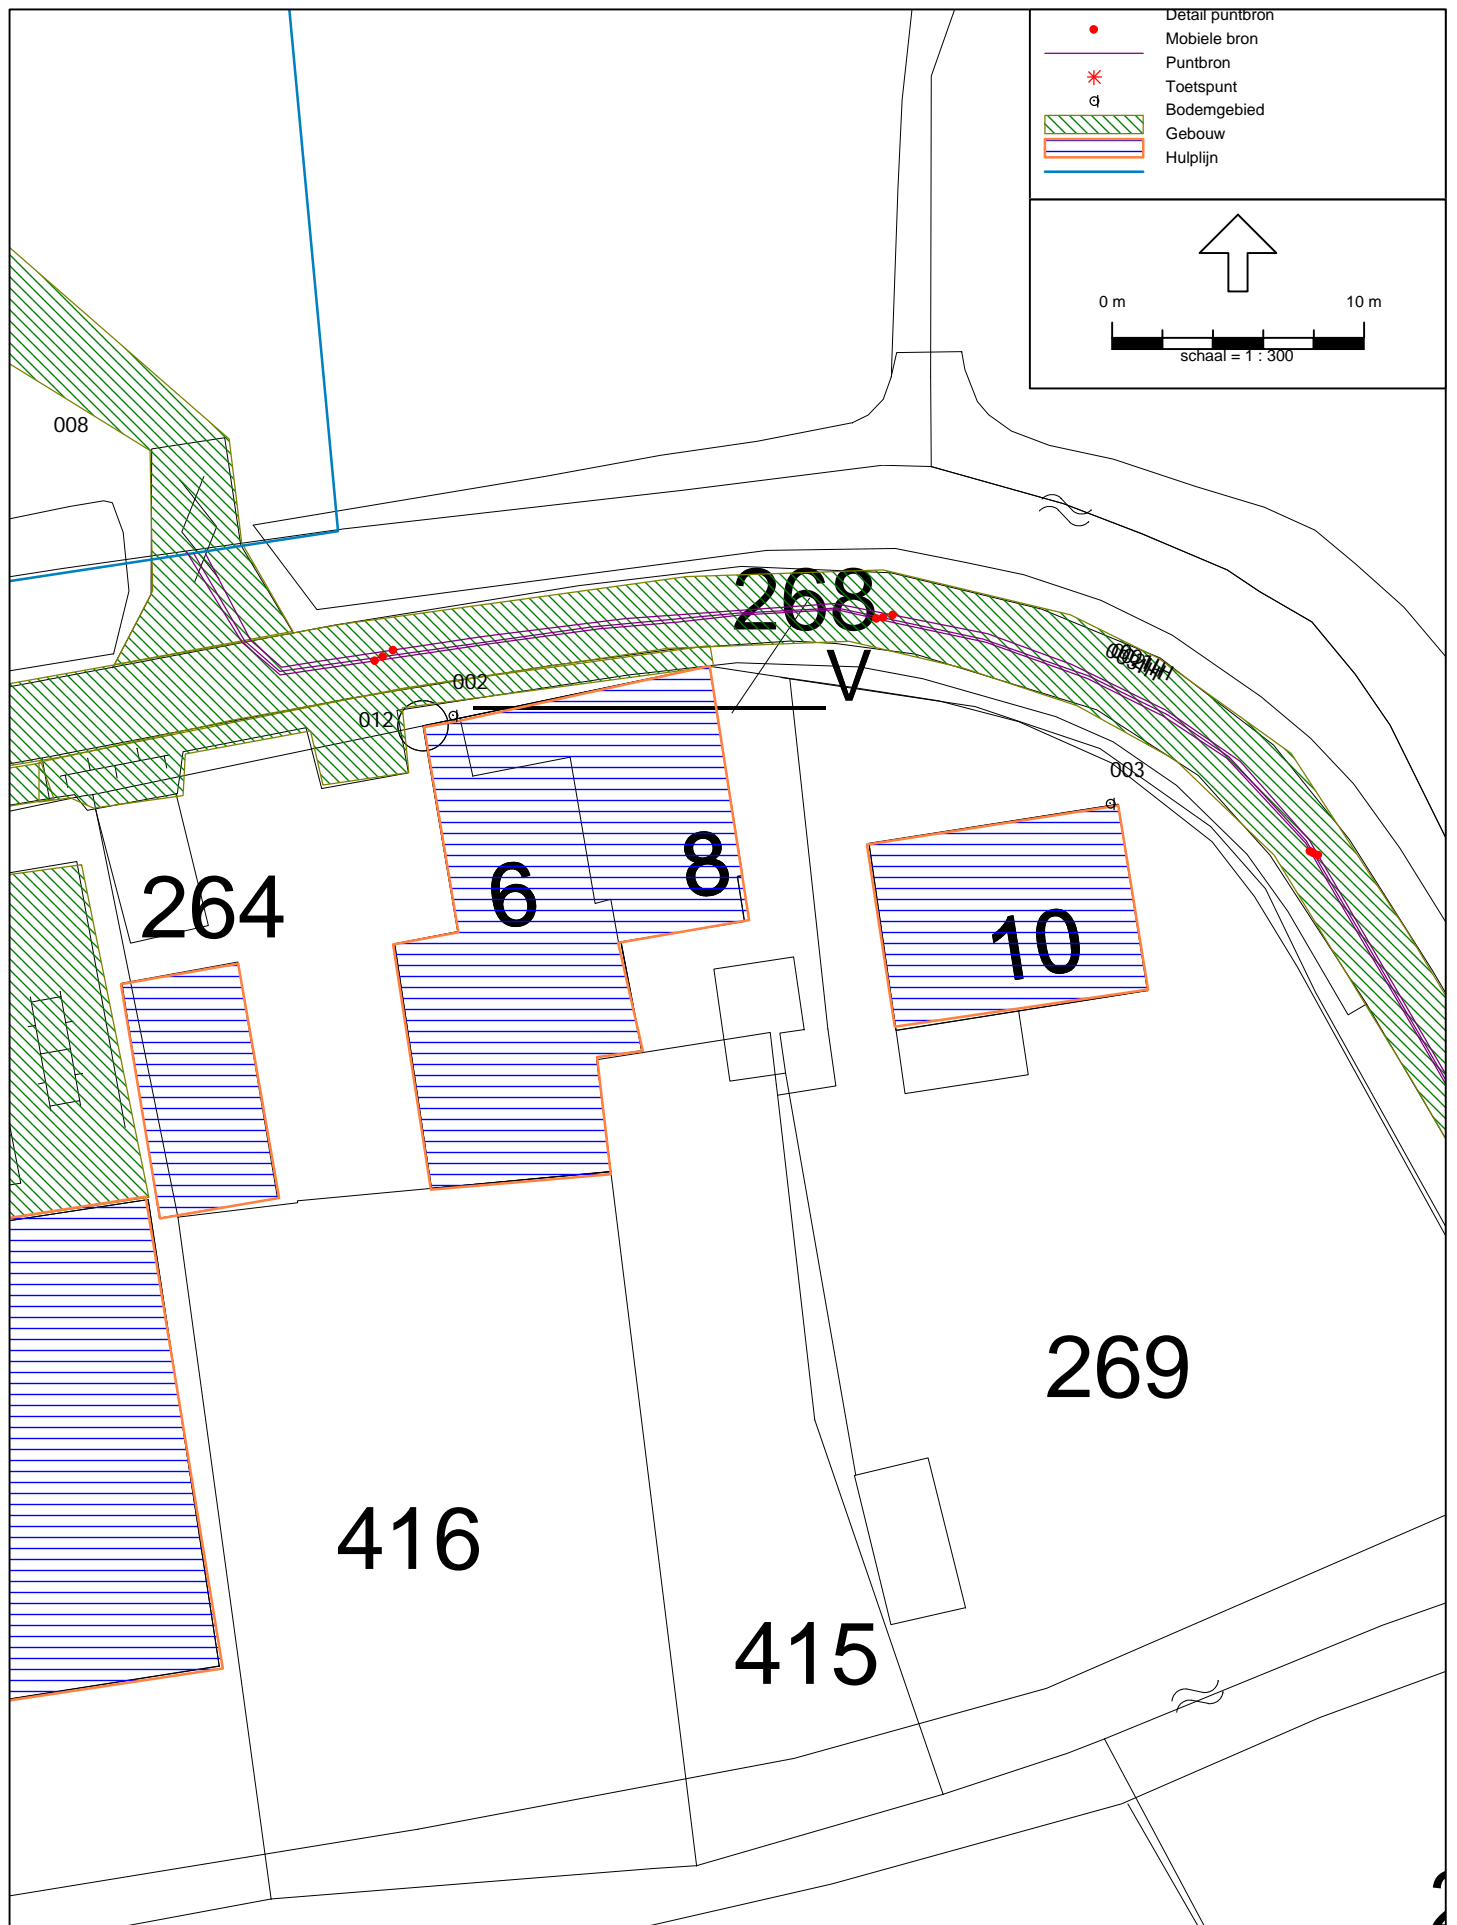 Detail puntbron
Mobiele bron
Puntbron
Toetspunt
Bodemgebied
Gebouw
Hulplijn
0 m 10 m
schaal = 1 : 300
008
268
V
002
012
003
264
6
8
10
269
416
415